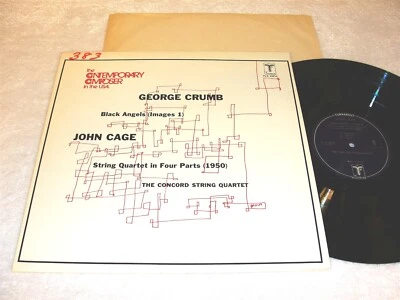 383
the
CONTEMPORARY
COMPOSER
in the USA
GEORGE CRUMB
Black Angels (Images 1)
JOHN CAGE
String Quartet in Four Parts (1950)
THE CONCORD STRING QUARTET